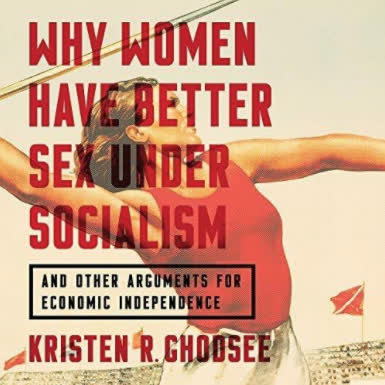 WHY WOMEN
HAVE BETTER
SEX UNDER
SOCIALISM
AND OTHER ARGUMENTS FOR
ECONOMIC INDEPENDENCE
KRISTEN R. GHODSEE